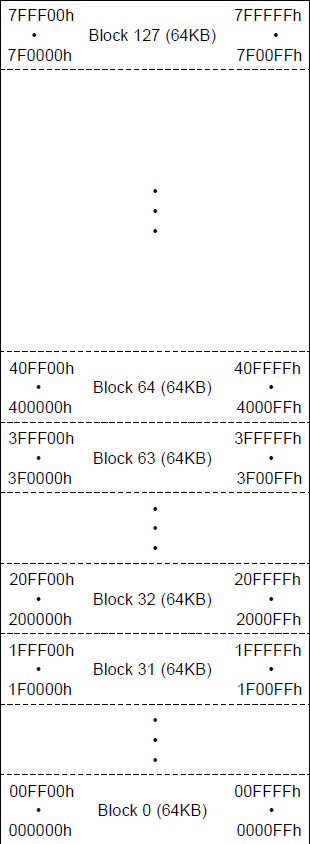 7FFF00h 7FFFFFh
• Block 127 (64KB) •
7F0000h 7F00FFh
•
•
•
40FF00h 40FFFFh
• Block 64 (64KB) •
400000h 4000FFh
3FFF00h 3FFFFFh
• Block 63 (64KB) •
3F0000h 3F00FFh
•
•
•
20FF00h 20FFFFh
• Block 32 (64KB) •
200000h 2000FFh
1FFF00h 1FFFFFh
• Block 31 (64KB) •
1F0000h 1F00FFh
•
•
•
00FF00h 00FFFFh
• Block 0 (64KB) •
000000h 0000FFh